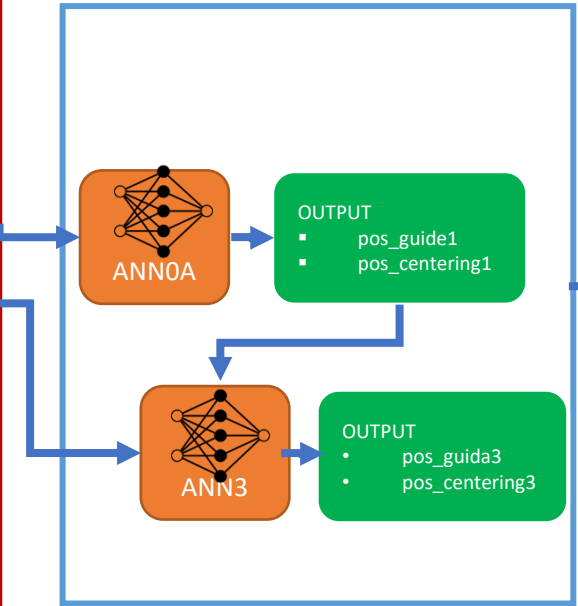 ANN0A
OUTPUT
▪ pos_guide1
▪ pos_centering1
ANN3
OUTPUT
• pos_guida3
• pos_centering3